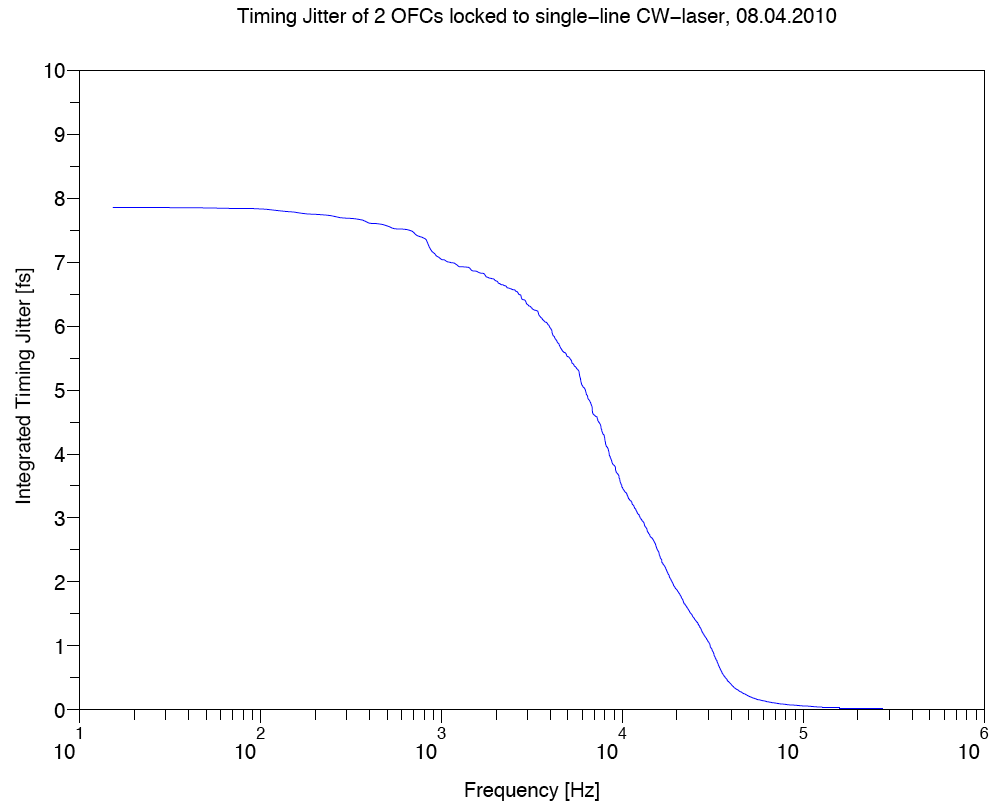 Timing Jitter of 2 OFCs locked to single−line CW−laser, 08.04.2010
Integrated Timing Jitter [fs]
10
9
8
7
6
5
4
3
2
1
0
10^1 10^2 10^3 10^4 10^5 10^6
Frequency [Hz]